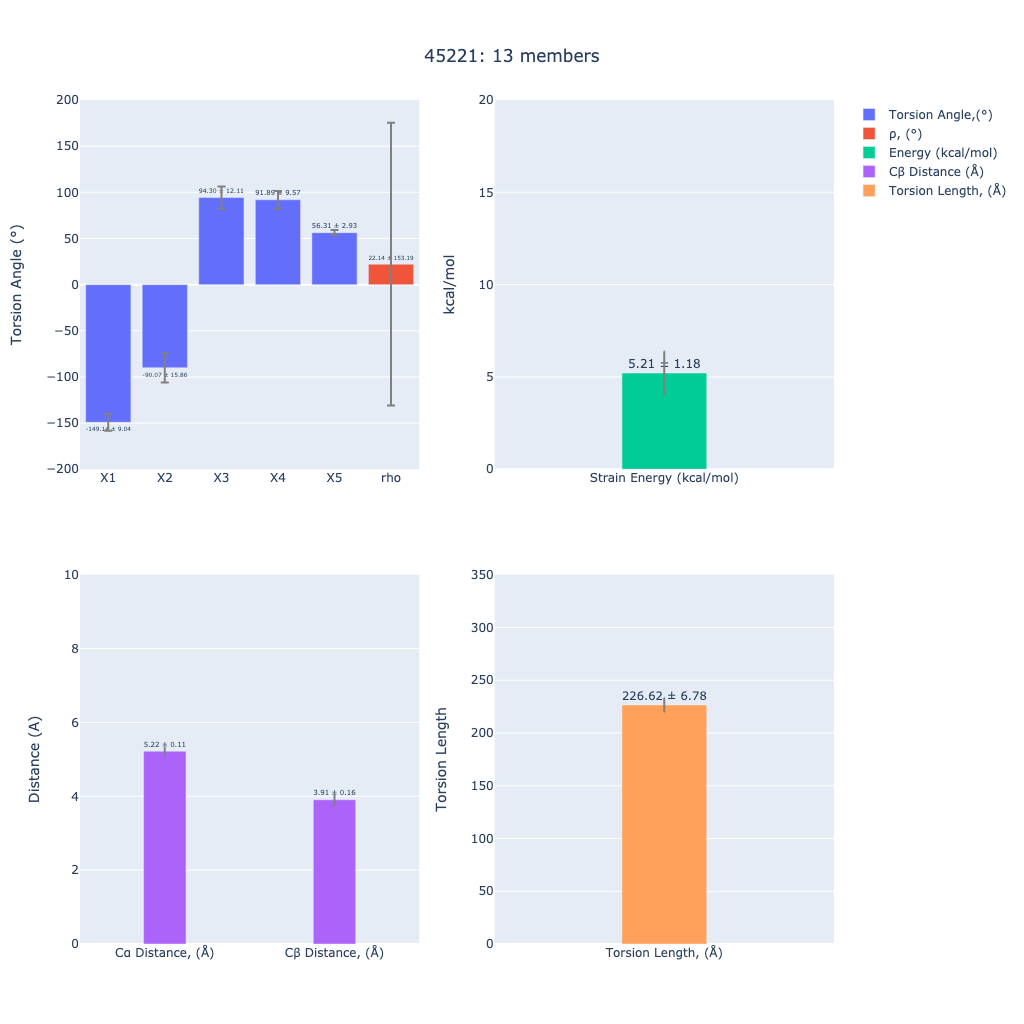 45221: 13 members
Torsion Angle (°)
200
150
100
50
0
−50
−100
−150
−200
94.30 ± 12.11
91.89 ± 9.57
56.31 ± 2.93
22.14 ± 153.19
-90.07 ± 15.86
± 9.04
X1 X2 X3 X4 X5 rho
kcal/mol
20
15
10
5
0
5.21 ± 1.18
Strain Energy (kcal/mol)
Torsion Angle,(°)
ρ, (°)
Energy (kcal/mol)
Cβ Distance (Å)
Torsion Length, (Å)
Distance (A)
10
8
6
4
2
0
5.22 ± 0.11
3.91 ± 0.16
Cα Distance, (Å) Cβ Distance, (Å)
Torsion Length
350
300
250
200
150
100
50
0
226.62 ± 6.78
Torsion Length, (Å)